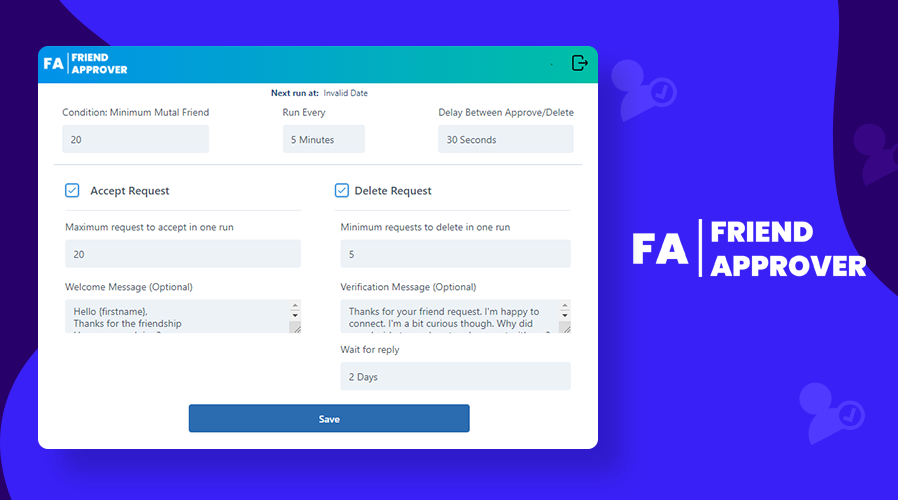 FA FRIEND
APPROVER
Next run at: Invalid Date
Condition: Minimum Mutal Friend
Run Every
Delay Between Approve/Delete
20
5 Minutes
30 Seconds
Accept Request
Delete Request
Maximum request to accept in one run
Minimum requests to delete in one run
20
5
Welcome Message (Optional)
Verification Message (Optional)
Hello {firstname},
Thanks for the friendship
Thanks for your friend request. I'm happy to
connect. I'm a bit curious though. Why did
Wait for reply
2 Days
Save
FA FRIEND
APPROVER